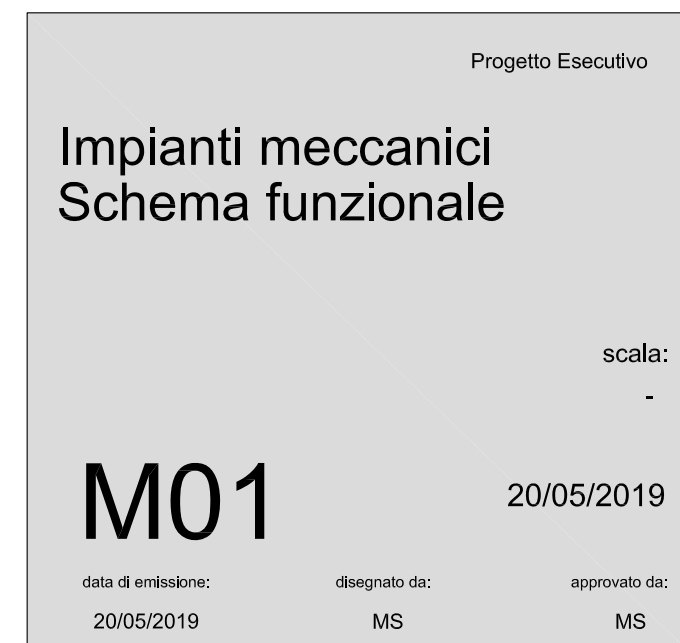 Progetto Esecutivo
Impianti meccanici
Schema funzionale
scala:
-
M01
20/05/2019
data di emissione: disegnato da: approvato da:
20/05/2019 MS MS